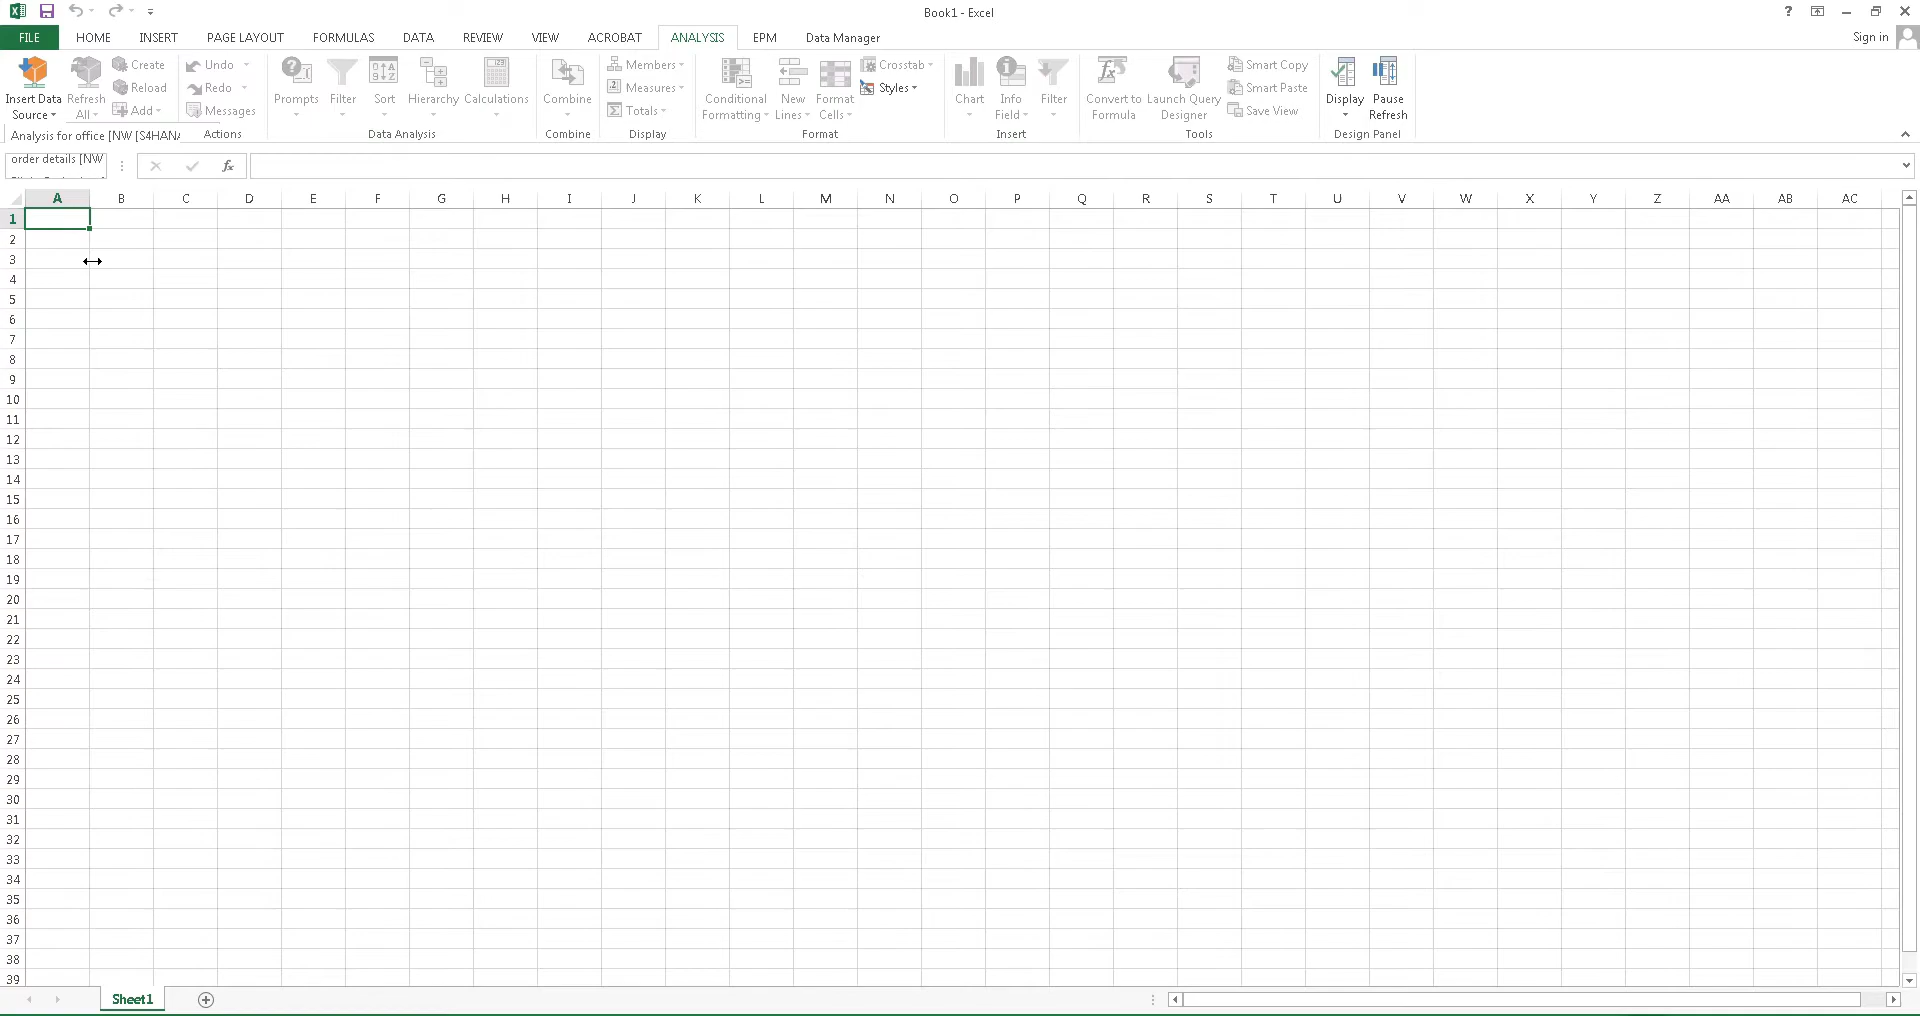 Book1 - Excel
?
FILE HOME INSERT PAGE LAYOUT FORMULAS DATA REVIEW VIEW ACROBAT ANALYSIS EPM Data Manager Sign in
Insert Data Source
Refresh All
Create
Reload
Add
Undo
Redo
Messages
Actions
Prompts
Filter
Sort
Hierarchy
Calculations
Data Analysis
Combine
Combine
Members
Measures
Totals
Display
Conditional Formatting
New Lines
Format Cells
Crosstab
Styles
Format
Chart
Info Field
Filter
Insert
Convert to Formula
Launch Query Designer
Smart Copy
Smart Paste
Save View
Tools
Display
Pause Refresh
Design Panel
Analysis for office [NW [S4HANA
order details [NW
fx
A B C D E F G H I J K L M N O P Q R S T U V W X Y Z AA AB AC
1
2
3
4
5
6
7
8
9
10
11
12
13
14
15
16
17
18
19
20
21
22
23
24
25
26
27
28
29
30
31
32
33
34
35
36
37
38
39
Sheet1